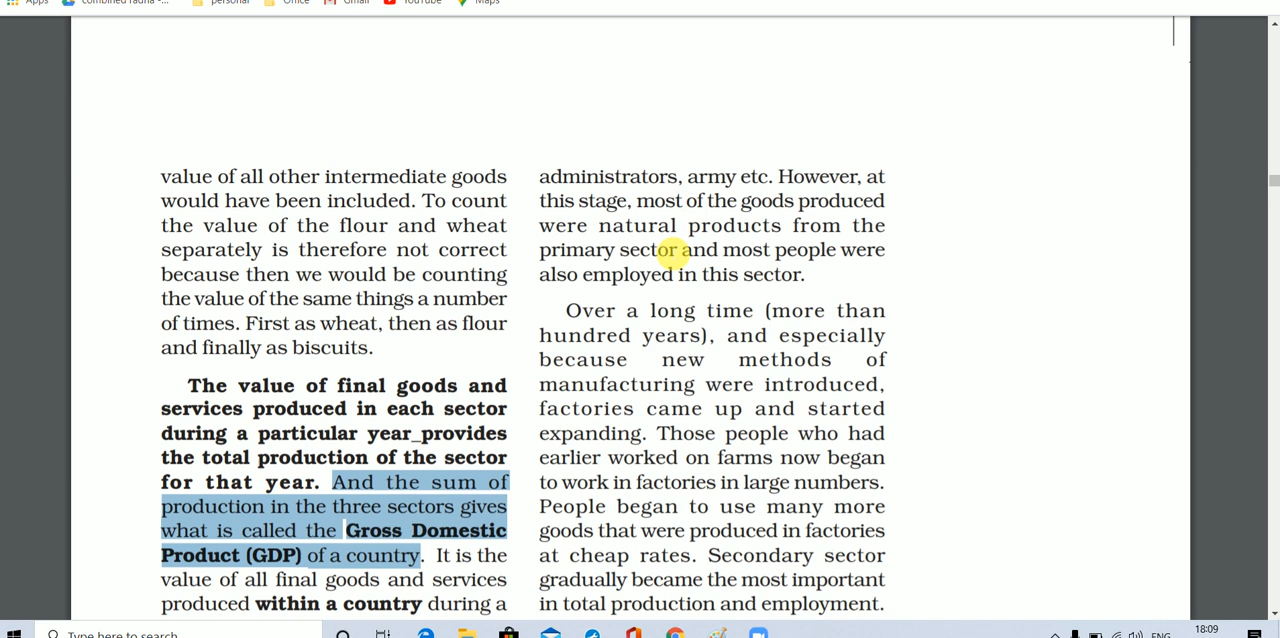 Apps combined radha -... personal Office Gmail YouTube Maps
value of all other intermediate goods
would have been included. To count
the value of the flour and wheat
separately is therefore not correct
because then we would be counting
the value of the same things a number
of times. First as wheat, then as flour
and finally as biscuits.
The value of final goods and
services produced in each sector
during a particular year_provides
the total production of the sector
for that year. And the sum of
production in the three sectors gives
what is called the Gross Domestic
Product (GDP) of a country. It is the
value of all final goods and services
produced within a country during a
administrators, army etc. However, at
this stage, most of the goods produced
were natural products from the
primary sector and most people were
also employed in this sector.
Over a long time (more than
hundred years), and especially
because new methods of
manufacturing were introduced,
factories came up and started
expanding. Those people who had
earlier worked on farms now began
to work in factories in large numbers.
People began to use many more
goods that were produced in factories
at cheap rates. Secondary sector
gradually became the most important
in total production and employment.
Type here to search
ENG
18:09